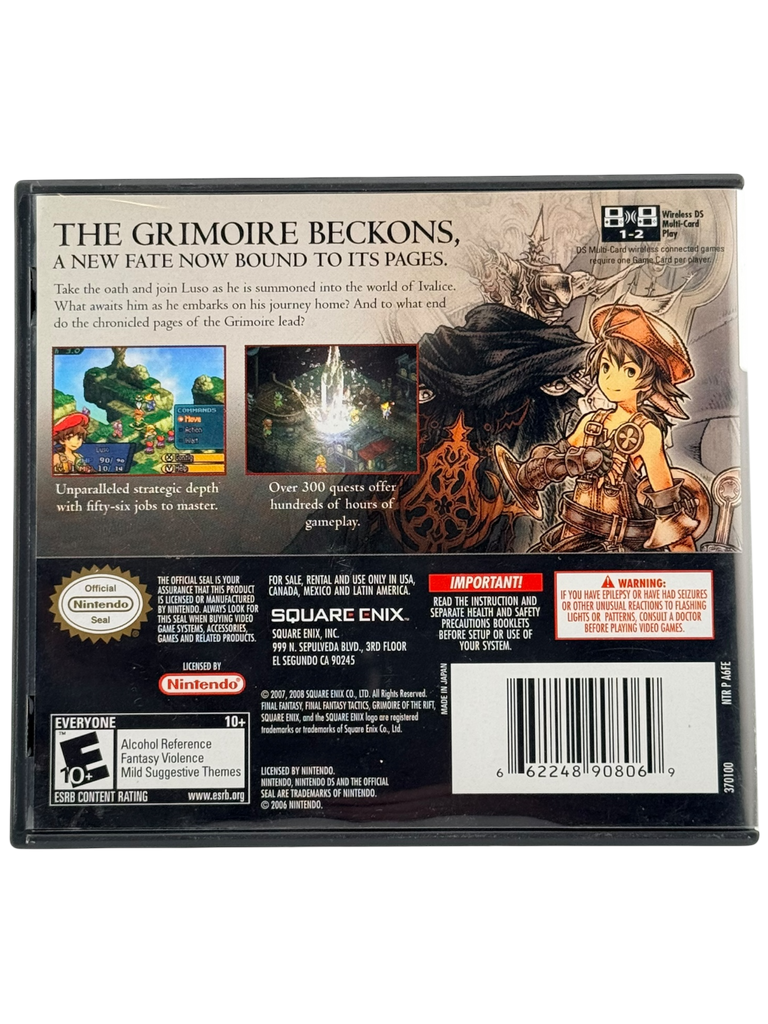 THE GRIMOIRE BECKONS,
A NEW FATE NOW BOUND TO ITS PAGES.
Take the oath and join Luso as he is summoned into the world of Ivalice.
What awaits him as he embarks on his journey home? And to what end
do the chronicled pages of the Grimoire lead?
1-2
Wireless DS
Multi-Card
Play
DS Multi-Card wireless connected games
require one Game Card per player.
COMMANDS
Move
Action
Wait
Config
Help
Unparalleled strategic depth
with fifty-six jobs to master.
Over 300 quests offer
hundreds of hours of
gameplay.
Official
Nintendo
Seal
THE OFFICIAL SEAL IS YOUR
ASSURANCE THAT THIS PRODUCT
IS LICENSED OR MANUFACTURED
BY NINTENDO. ALWAYS LOOK FOR
THIS SEAL WHEN BUYING VIDEO
GAME SYSTEMS, ACCESSORIES,
GAMES AND RELATED PRODUCTS.
LICENSED BY
Nintendo
FOR SALE, RENTAL AND USE ONLY IN USA,
CANADA, MEXICO AND LATIN AMERICA.
SQUARE ENIX™
SQUARE ENIX, INC.
999 N. SEPULVEDA BLVD., 3RD FLOOR
EL SEGUNDO CA 90245
IMPORTANT!
READ THE INSTRUCTION AND
SEPARATE HEALTH AND SAFETY
PRECAUTIONS BOOKLETS
BEFORE SETUP OR USE OF
YOUR SYSTEM.
WARNING:
IF YOU HAVE EPILEPSY OR HAVE HAD SEIZURES
OR OTHER UNUSUAL REACTIONS TO FLASHING
LIGHTS OR PATTERNS, CONSULT A DOCTOR
BEFORE PLAYING VIDEO GAMES.
© 2007, 2008 SQUARE ENIX CO., LTD. All Rights Reserved.
FINAL FANTASY, FINAL FANTASY TACTICS, GRIMOIRE OF THE RIFT,
SQUARE ENIX, and the SQUARE ENIX logo are registered
trademarks or trademarks of Square Enix Co., Ltd.
LICENSED BY NINTENDO.
NINTENDO, NINTENDO DS AND THE OFFICIAL
SEAL ARE TRADEMARKS OF NINTENDO.
© 2006 NINTENDO.
EVERYONE 10+
E
10+
Alcohol Reference
Fantasy Violence
Mild Suggestive Themes
ESRB CONTENT RATING www.esrb.org
MADE IN JAPAN
6 62248 90806 9
NTR P A6FE
370100